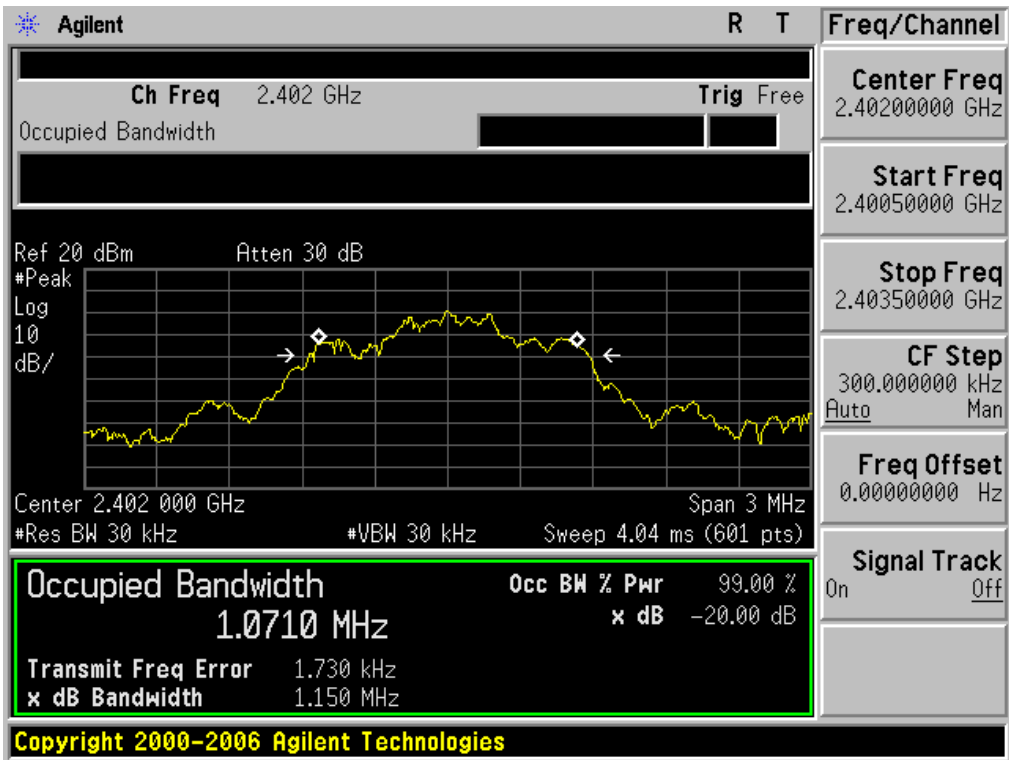 Agilent R T Freq/Channel
Ch Freq 2.402 GHz Trig Free
Occupied Bandwidth
Center Freq
2.40200000 GHz
Start Freq
2.40050000 GHz
Stop Freq
2.40350000 GHz
CF Step
300.000000 kHz
Auto Man
Freq Offset
0.00000000 Hz
Signal Track
On Off
Ref 20 dBm Atten 30 dB
#Peak
Log
10
dB/
Center 2.402 000 GHz Span 3 MHz
#Res BW 30 kHz #VBW 30 kHz Sweep 4.04 ms (601 pts)
Occupied Bandwidth Occ BW % Pwr 99.00 %
1.0710 MHz x dB -20.00 dB
Transmit Freq Error 1.730 kHz
x dB Bandwidth 1.150 MHz
Copyright 2000-2006 Agilent Technologies